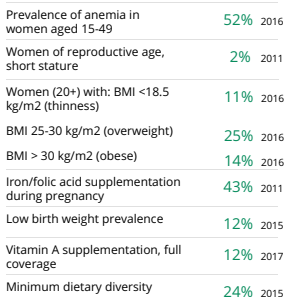 Prevalence of anemia in
women aged 15-49 52% 2016
Women of reproductive age,
short stature 2% 2011
Women (20+) with: BMI <18.5
kg/m2 (thinness) 11% 2016
BMI 25-30 kg/m2 (overweight) 25% 2016
BMI > 30 kg/m2 (obese) 14% 2016
Iron/folic acid supplementation
during pregnancy 43% 2011
Low birth weight prevalence 12% 2015
Vitamin A supplementation, full
coverage 12% 2017
Minimum dietary diversity 24% 2015